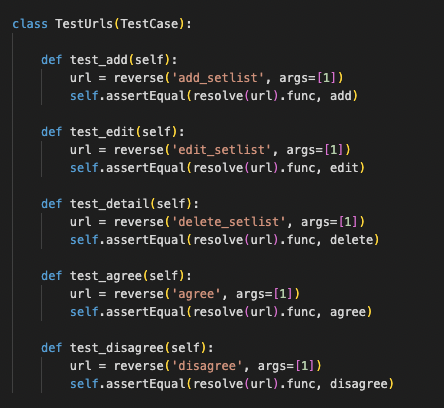 class TestUrls(TestCase):
def test_add(self):
url = reverse('add_setlist', args=[1])
self.assertEqual(resolve(url).func, add)
def test_edit(self):
url = reverse('edit_setlist', args=[1])
self.assertEqual(resolve(url).func, edit)
def test_detail(self):
url = reverse('delete_setlist', args=[1])
self.assertEqual(resolve(url).func, delete)
def test_agree(self):
url = reverse('agree', args=[1])
self.assertEqual(resolve(url).func, agree)
def test_disagree(self):
url = reverse('disagree', args=[1])
self.assertEqual(resolve(url).func, disagree)